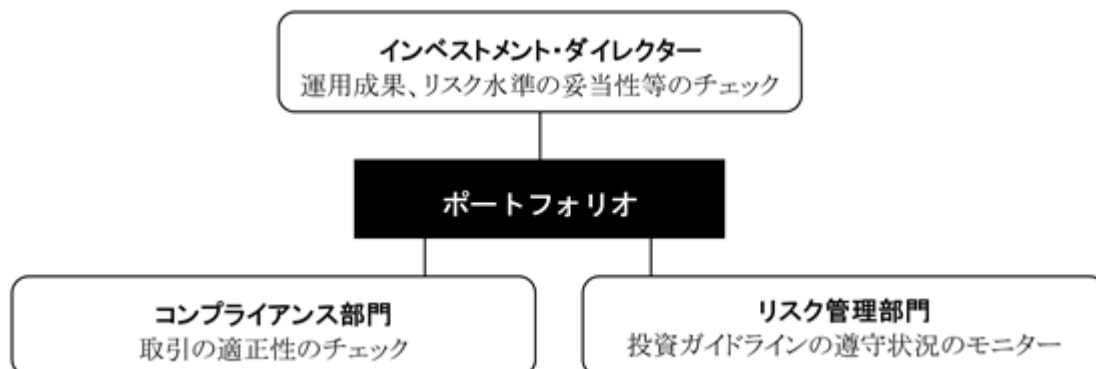 インベストメント・ダイレクター
運用成果、リスク水準の妥当性等のチェック
ポートフォリオ
コンプライアンス部門
取引の適正性のチェック
リスク管理部門
投資ガイドラインの遵守状況のモニター